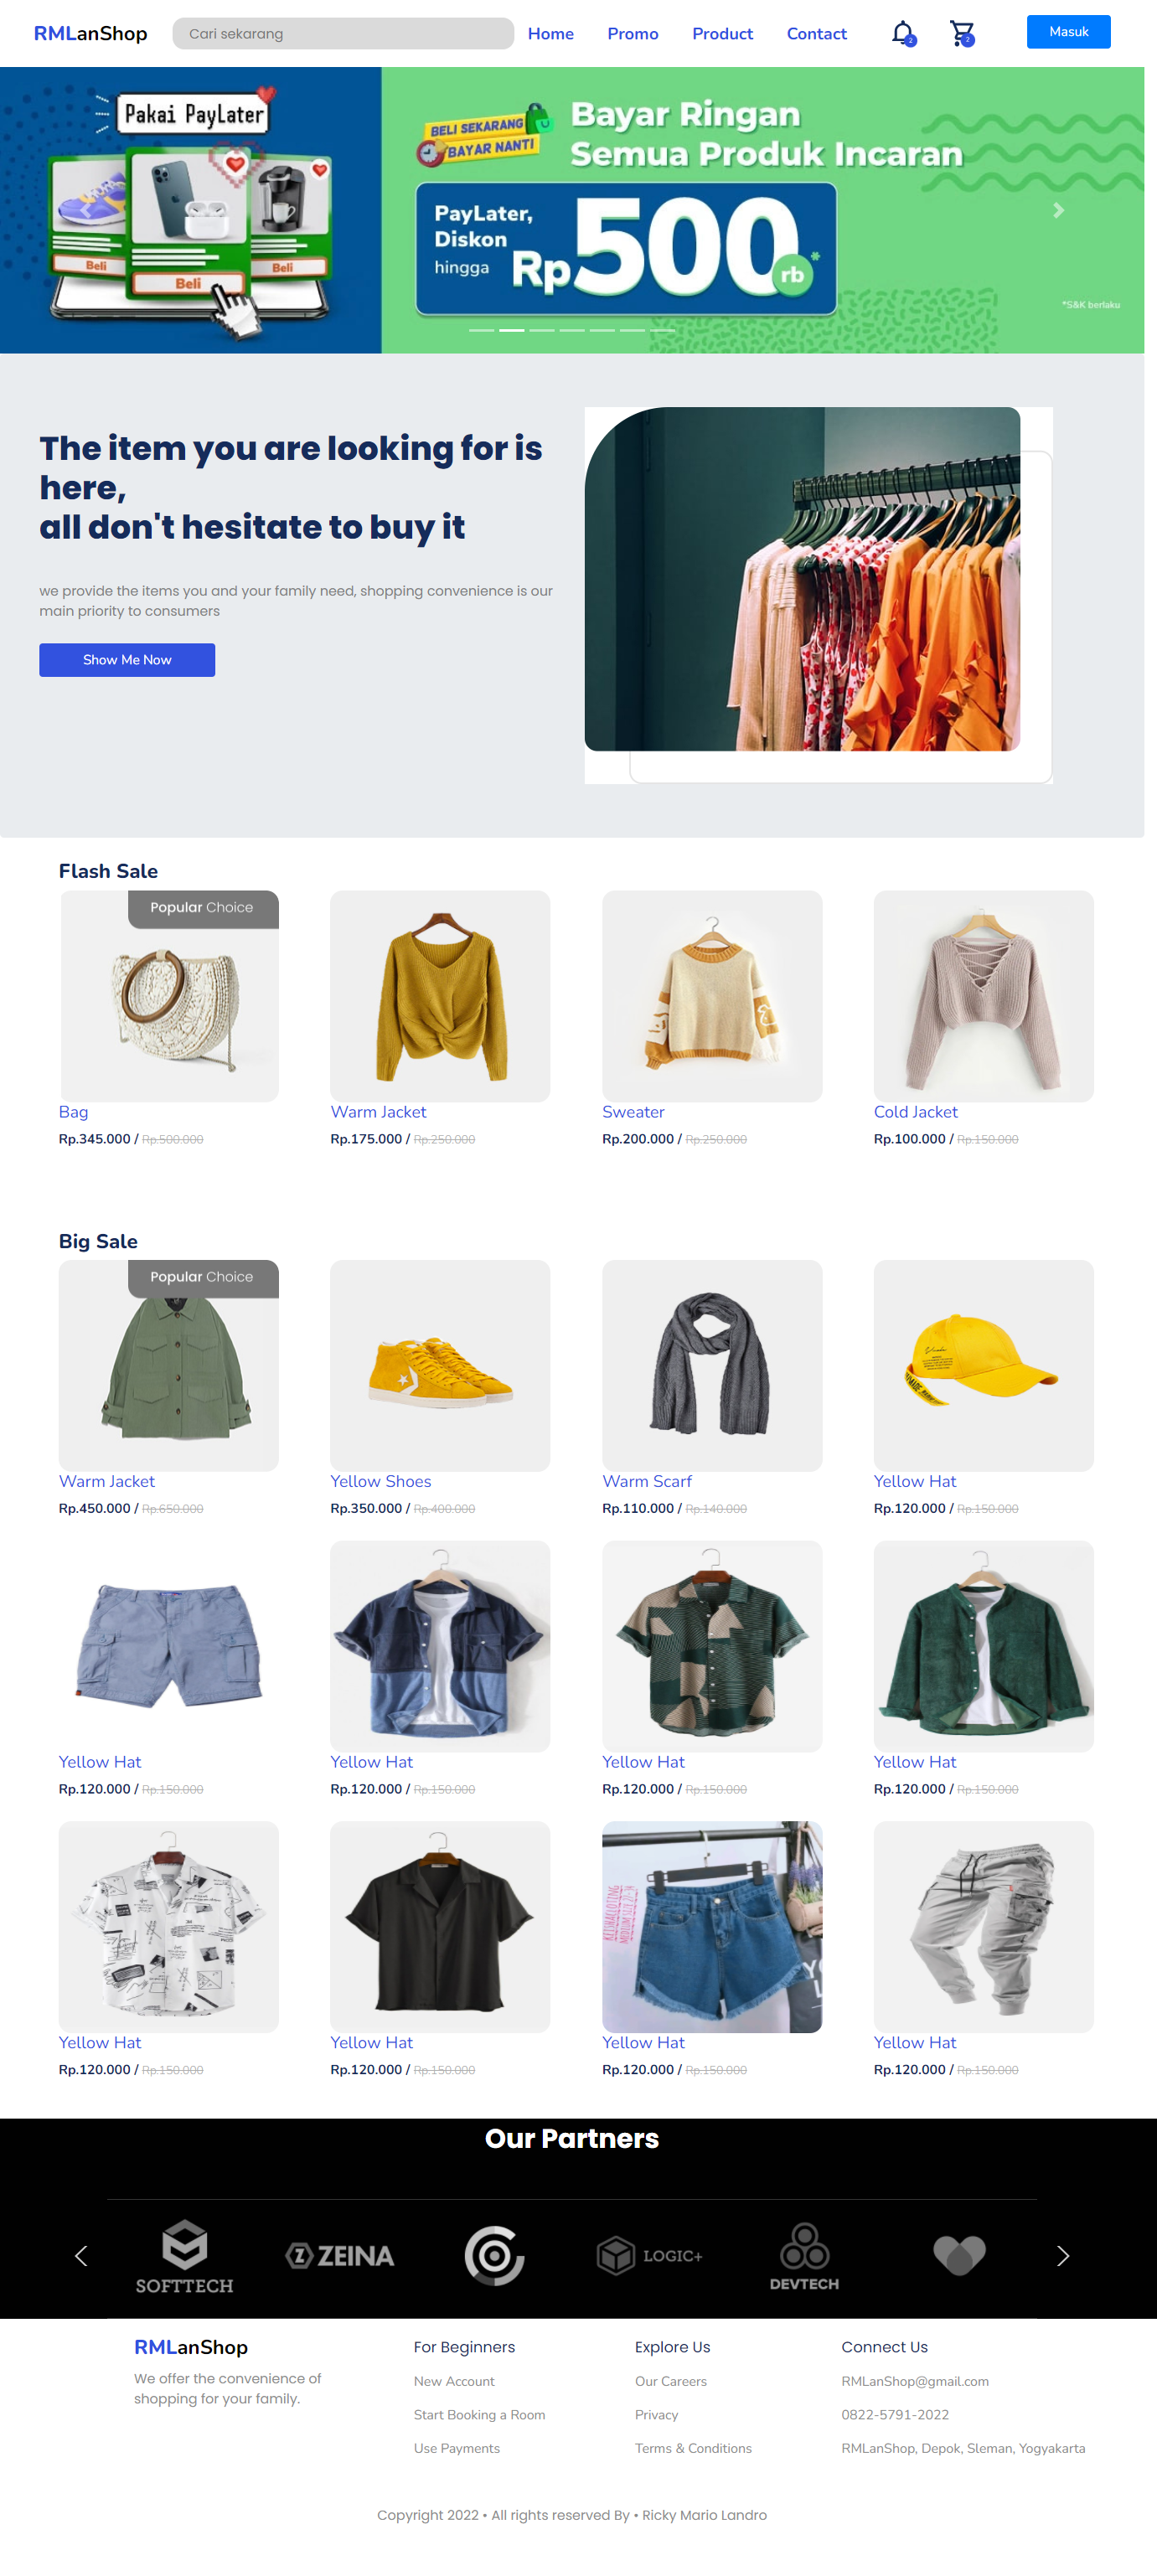 RMLanShop
Cari sekarang
Home
Promo
Product
Contact
2
2
Masuk
Pakai PayLater
Beli
Beli
Beli
BELI SEKARANG
BAYAR NANTI
Bayar Ringan
Semua Produk Incaran
PayLater,
Diskon
hingga
Rp500rb*
*S&K berlaku
The item you are looking for is
here,
all don't hesitate to buy it
we provide the items you and your family need, shopping convenience is our
main priority to consumers
Show Me Now
Flash Sale
Popular Choice
Bag
Warm Jacket
Sweater
Cold Jacket
Rp.345.000 / Rp.500.000
Rp.175.000 / Rp.250.000
Rp.200.000 / Rp.250.000
Rp.100.000 / Rp.150.000
Big Sale
Popular Choice
Warm Jacket
Yellow Shoes
Warm Scarf
Yellow Hat
Rp.450.000 / Rp.650.000
Rp.350.000 / Rp.400.000
Rp.110.000 / Rp.140.000
Rp.120.000 / Rp.150.000
Yellow Hat
Yellow Hat
Yellow Hat
Yellow Hat
Rp.120.000 / Rp.150.000
Rp.120.000 / Rp.150.000
Rp.120.000 / Rp.150.000
Rp.120.000 / Rp.150.000
Yellow Hat
Yellow Hat
Yellow Hat
Yellow Hat
Rp.120.000 / Rp.150.000
Rp.120.000 / Rp.150.000
Rp.120.000 / Rp.150.000
Rp.120.000 / Rp.150.000
Our Partners
SOFTTECH
ZEINA
LOGIC+
DEVTECH
RMLanShop
We offer the convenience of
shopping for your family.
For Beginners
New Account
Start Booking a Room
Use Payments
Explore Us
Our Careers
Privacy
Terms & Conditions
Connect Us
RMLanShop@gmail.com
0822-5791-2022
RMLanShop, Depok, Sleman, Yogyakarta
Copyright 2022 • All rights reserved By • Ricky Mario Landro